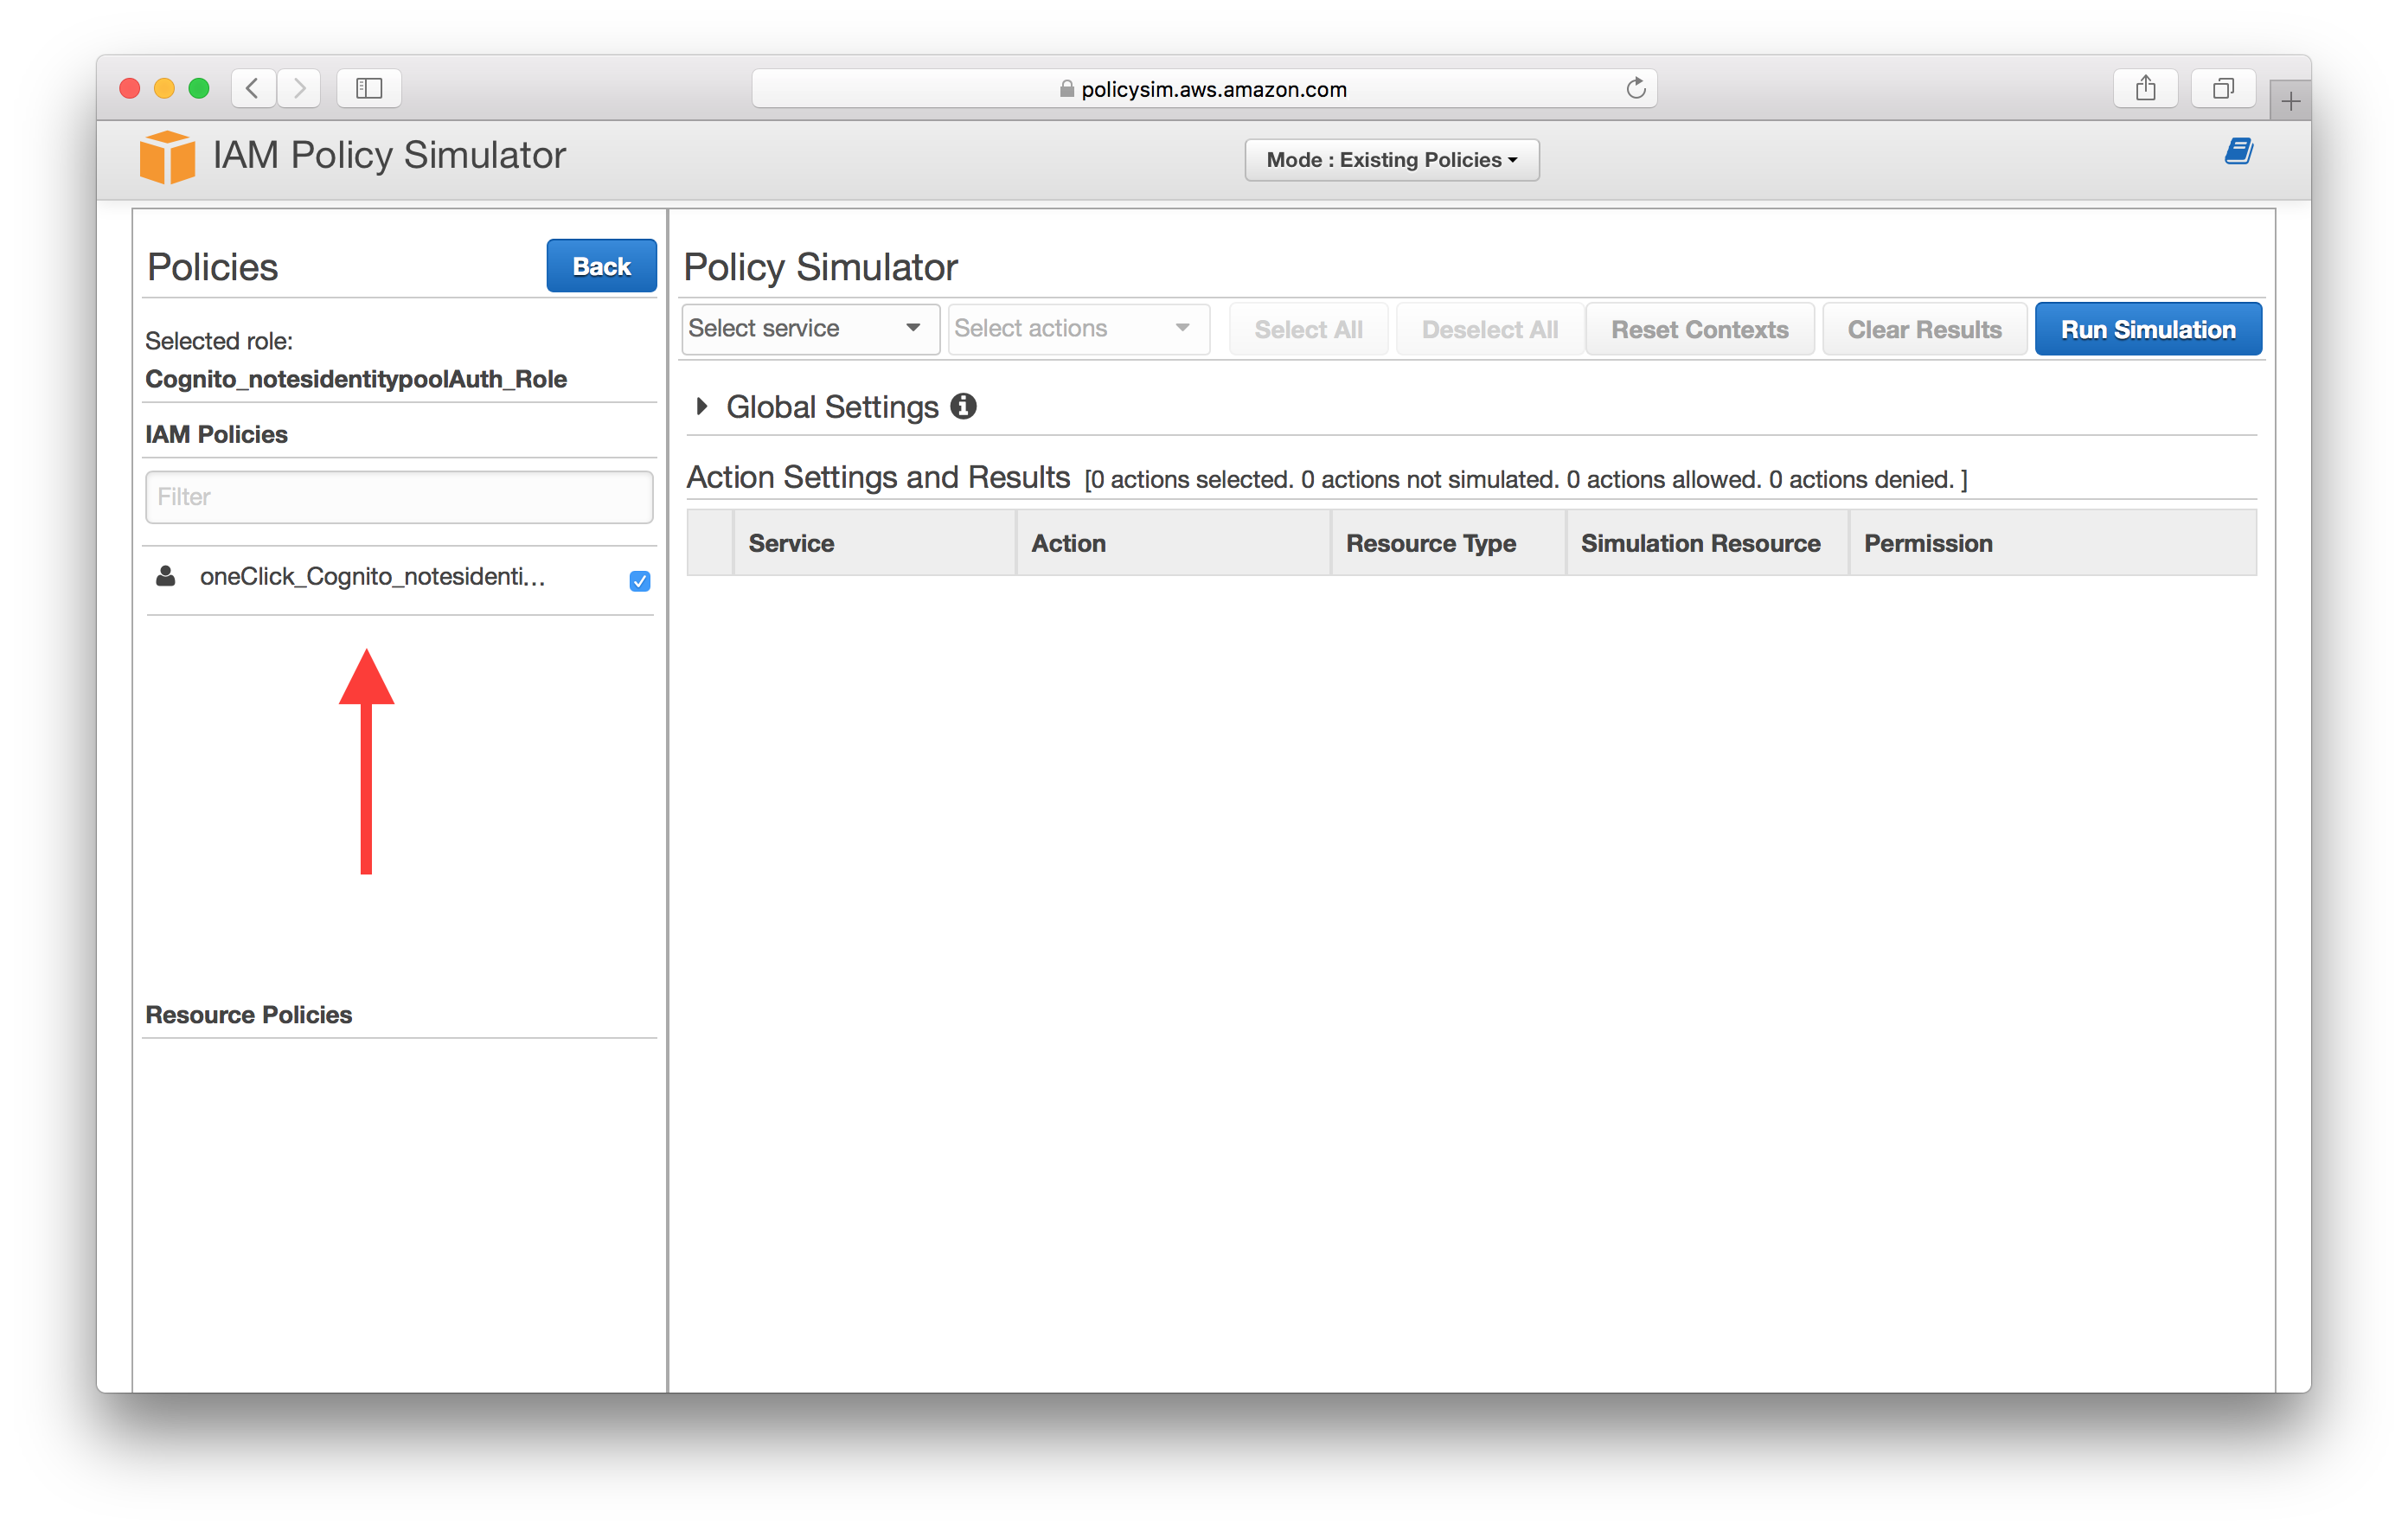 policysim.aws.amazon.com
IAM Policy Simulator
Mode : Existing Policies
Policies
Back
Selected role:
Cognito_notesidentitypoolAuth_Role
IAM Policies
Filter
oneClick_Cognito_notesidenti...
Resource Policies
Policy Simulator
Select service
Select actions
Select All
Deselect All
Reset Contexts
Clear Results
Run Simulation
Global Settings
Action Settings and Results [0 actions selected. 0 actions not simulated. 0 actions allowed. 0 actions denied. ]
Service
Action
Resource Type
Simulation Resource
Permission